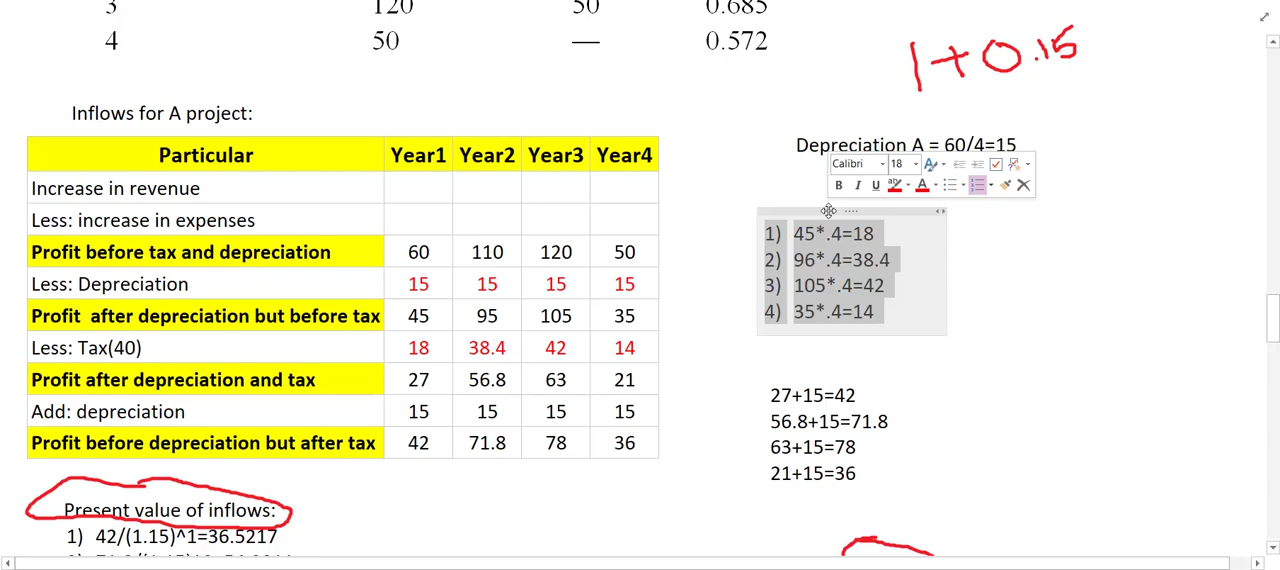 3 120 50 0.685
4 50 — 0.572
1+0.15
Inflows for A project:
Depreciation A = 60/4=15
Calibri 18
B I U
Particular Year1 Year2 Year3 Year4
Increase in revenue
Less: increase in expenses
Profit before tax and depreciation 60 110 120 50
Less: Depreciation 15 15 15 15
Profit after depreciation but before tax 45 95 105 35
Less: Tax(40) 18 38.4 42 14
Profit after depreciation and tax 27 56.8 63 21
Add: depreciation 15 15 15 15
Profit before depreciation but after tax 42 71.8 78 36
1) 45*.4=18
2) 96*.4=38.4
3) 105*.4=42
4) 35*.4=14
27+15=42
56.8+15=71.8
63+15=78
21+15=36
Present value of inflows:
1) 42/(1.15)^1=36.5217